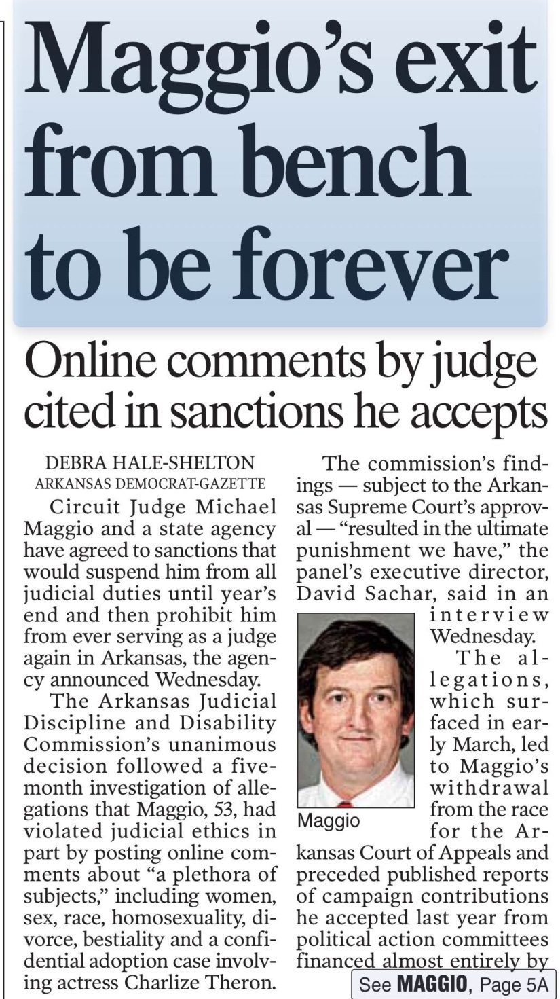 Maggio's exit
from bench
to be forever
Online comments by judge
cited in sanctions he accepts
DEBRA HALE-SHELTON
ARKANSAS DEMOCRAT-GAZETTE
Circuit Judge Michael
Maggio and a state agency
have agreed to sanctions that
would suspend him from all
judicial duties until year's
end and then prohibit him
from ever serving as a judge
again in Arkansas, the agen-
cy announced Wednesday.
The Arkansas Judicial
Discipline and Disability
Commission's unanimous
decision followed a five-
month investigation of alle-
gations that Maggio, 53, had
violated judicial ethics in
part by posting online com-
ments about “a plethora of
subjects,” including women,
sex, race, homosexuality, di-
vorce, bestiality and a confi-
dential adoption case involv-
ing actress Charlize Theron.
The commission's find-
ings — subject to the Arkan-
sas Supreme Court's approv-
al — “resulted in the ultimate
punishment we have,” the
panel's executive director,
David Sachar, said in an
interview
Wednesday.
The al-
legations,
which sur-
faced in ear-
ly March, led
to Maggio's
withdrawal
from the race
for the Ar-
Maggio
kansas Court of Appeals and
preceded published reports
of campaign contributions
he accepted last year from
political action committees
financed almost entirely by
See MAGGIO, Page 5A